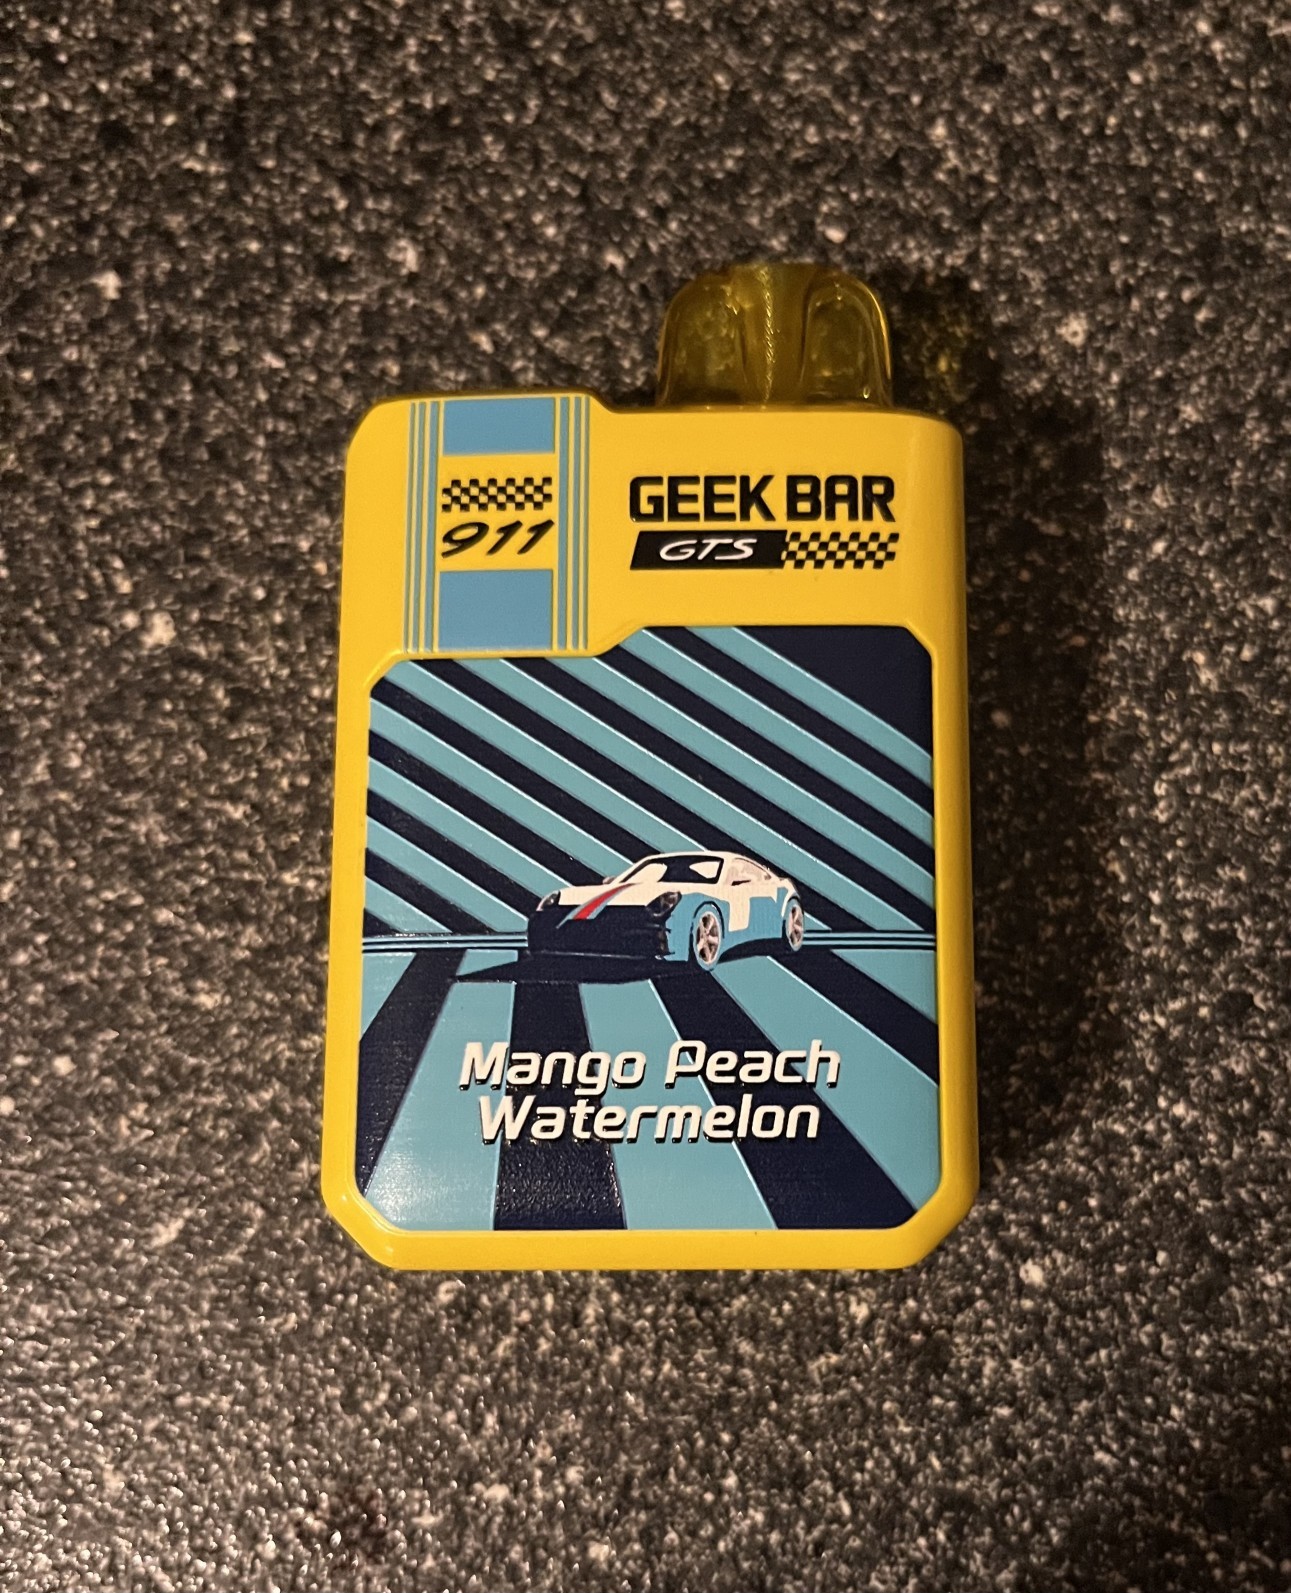 911
GEEK BAR
GTS
Mango Peach
Watermelon